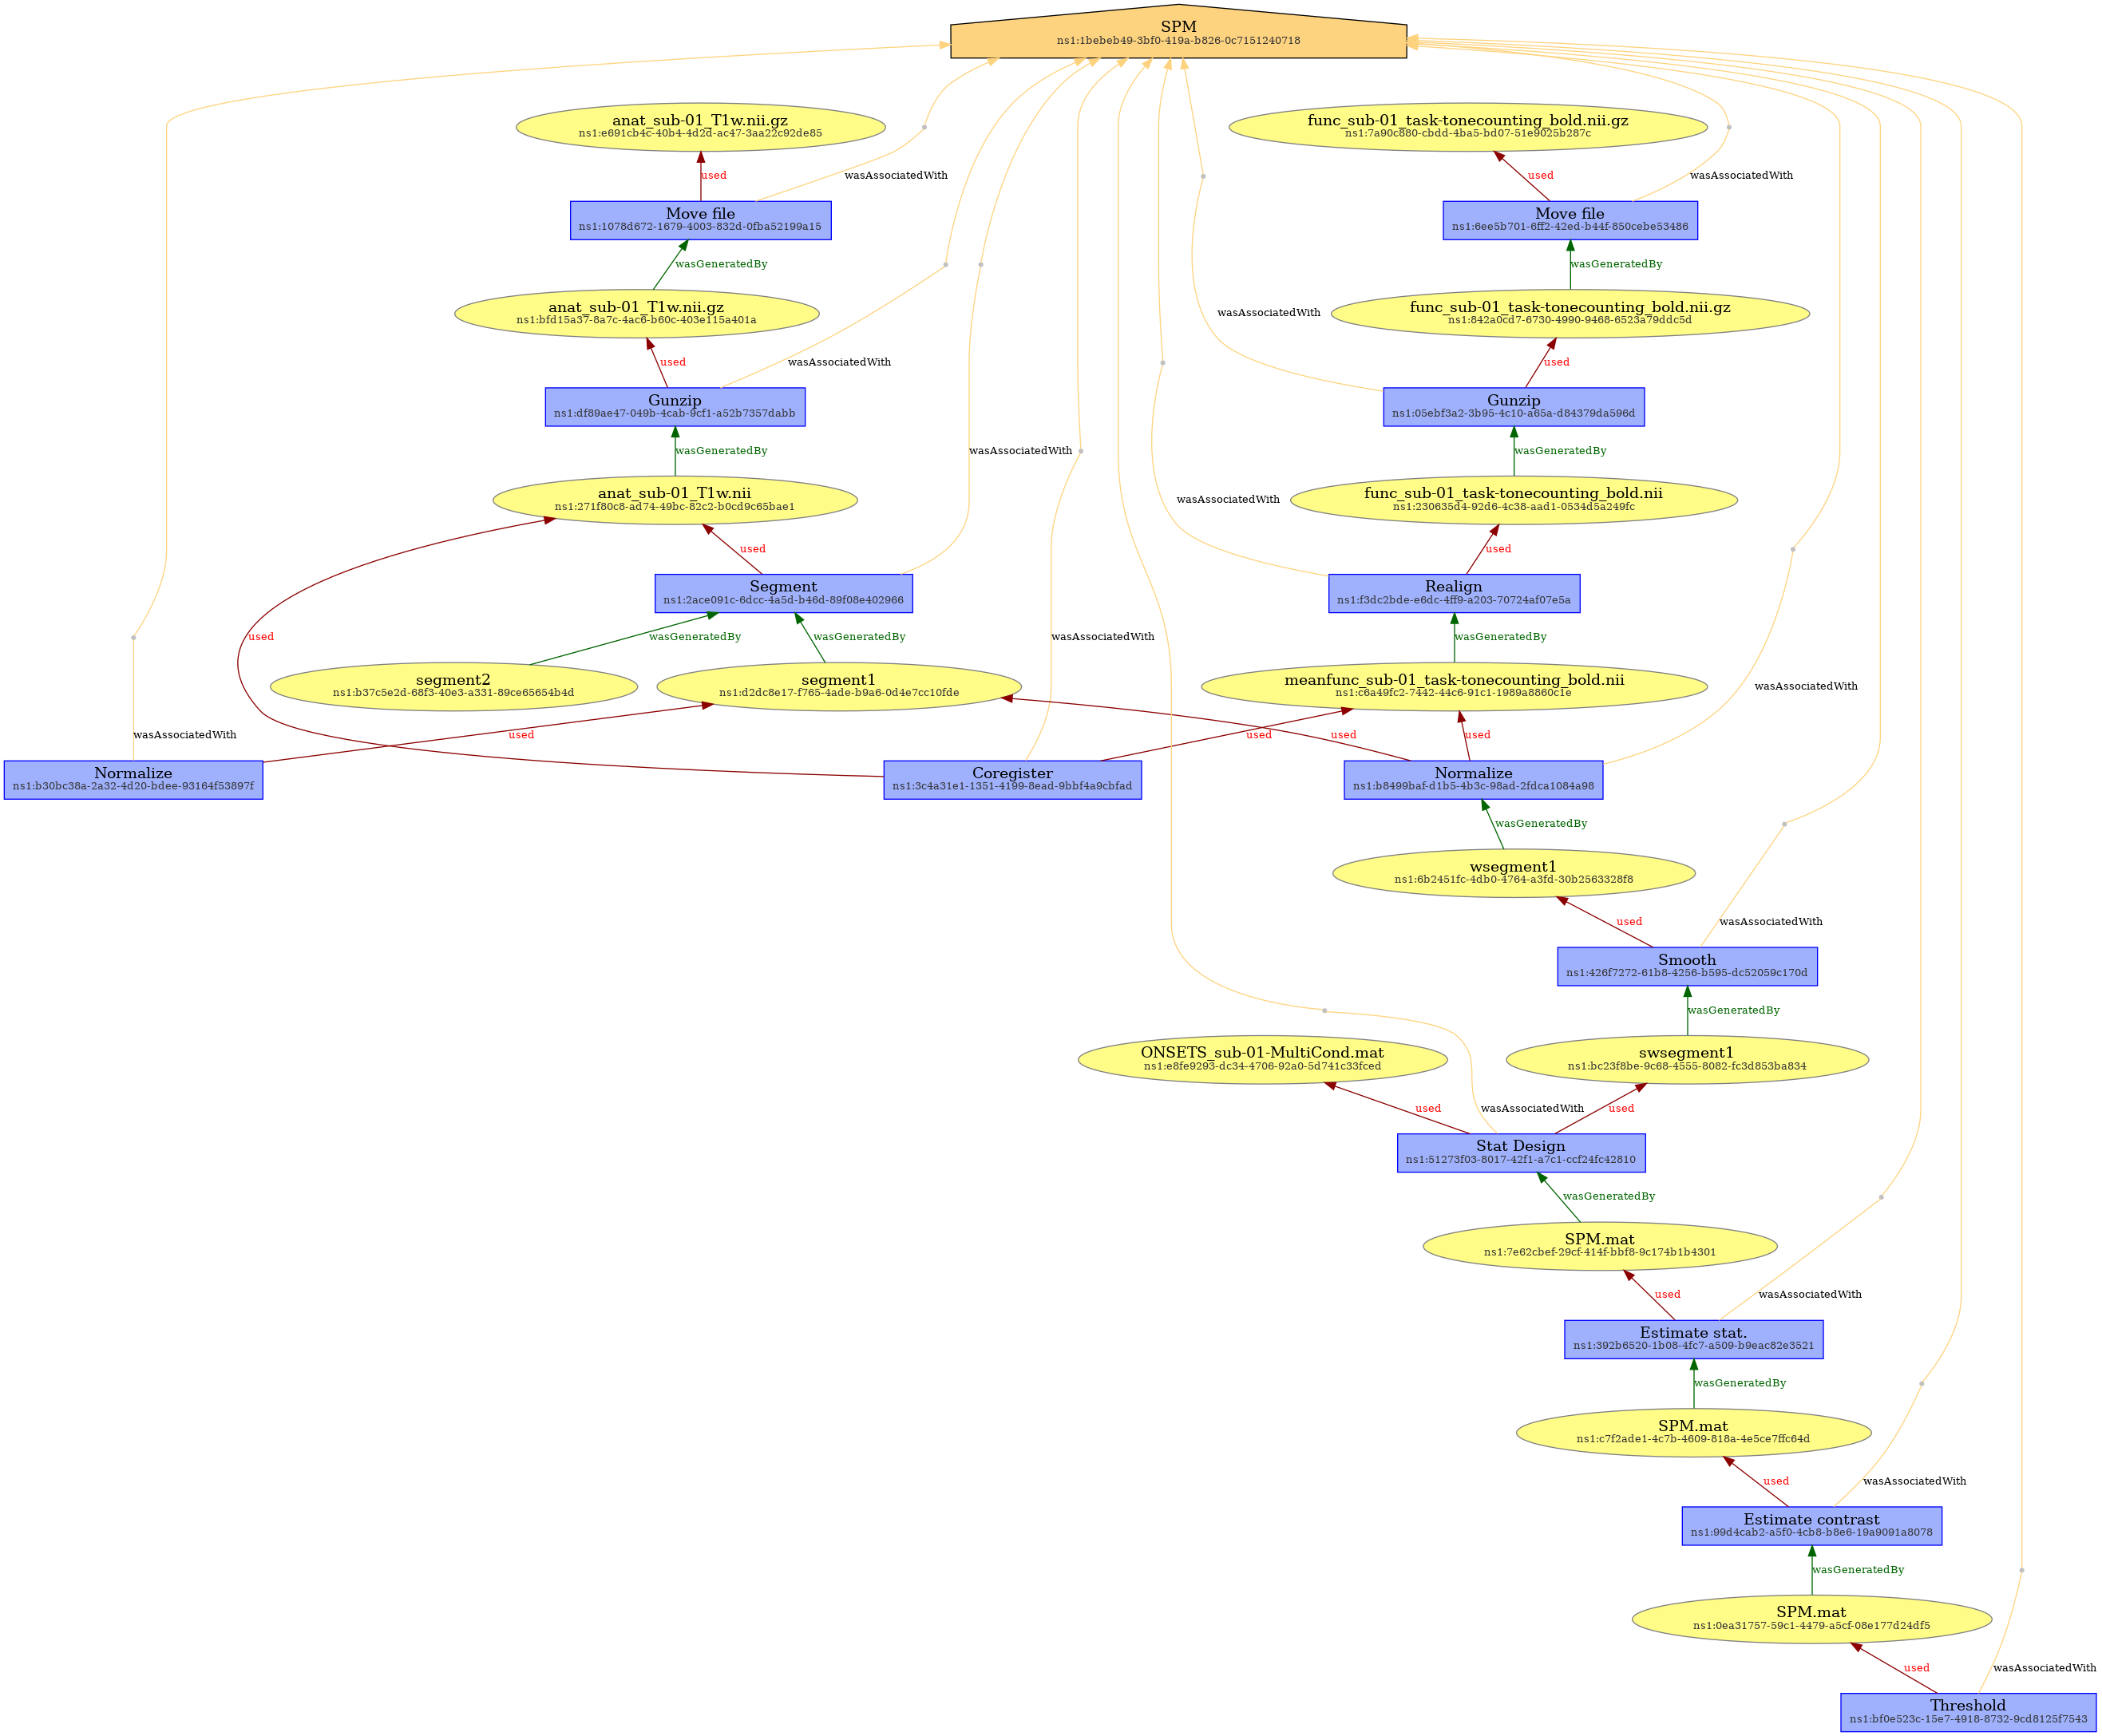 SPM
ns1:1bebeb49-3bf0-419a-b826-0c7151240718
anat_sub-01_T1w.nii.gz
ns1:e691cb4c-40b4-4d2d-ac47-3aa22c92de85
func_sub-01_task-tonecounting_bold.nii.gz
ns1:7a90c880-cbdd-4ba5-bd07-51e9025b287c
used
wasAssociatedWith
used
wasAssociatedWith
Move file
ns1:1078d672-1679-4003-832d-0fba52199a15
Move file
ns1:6ee5b701-6ff2-42ed-b44f-850cebe53486
wasGeneratedBy
wasGeneratedBy
anat_sub-01_T1w.nii.gz
ns1:bfd15a37-8a7c-4ac6-b60c-403e115a401a
wasAssociatedWith
func_sub-01_task-tonecounting_bold.nii.gz
ns1:842a0cd7-6730-4990-9468-6523a79ddc5d
used
wasAssociatedWith
used
Gunzip
ns1:df89ae47-049b-4cab-9cf1-a52b7357dabb
Gunzip
ns1:05ebf3a2-3b95-4c10-a65a-d84379da596d
wasGeneratedBy
wasAssociatedWith
wasGeneratedBy
anat_sub-01_T1w.nii
ns1:271f80c8-ad74-49bc-82c2-b0cd9c65bae1
wasAssociatedWith
func_sub-01_task-tonecounting_bold.nii
ns1:230635d4-92d6-4c38-aad1-0534d5a249fc
used
used
Segment
ns1:2ace091c-6dcc-4a5d-b46d-89f08e402966
Realign
ns1:f3dc2bde-e6dc-4ff9-a203-70724af07e5a
used
wasGeneratedBy
wasGeneratedBy
wasAssociatedWith
wasGeneratedBy
segment2
ns1:b37c5e2d-68f3-40e3-a331-89ce65654b4d
segment1
ns1:d2dc8e17-f765-4ade-b9a6-0d4e7cc10fde
meanfunc_sub-01_task-tonecounting_bold.nii
ns1:c6a49fc2-7442-44c6-91c1-1989a8860c1e
wasAssociatedWith
wasAssociatedWith
used
used
used
used
Normalize
ns1:b30bc38a-2a32-4d20-bdee-93164f53897f
Coregister
ns1:3c4a31e1-1351-4199-8ead-9bbf4a9cbfad
Normalize
ns1:b8499baf-d1b5-4b3c-98ad-2fdca1084a98
wasGeneratedBy
wsegment1
ns1:6b2451fc-4db0-4764-a3fd-30b2563328f8
used
wasAssociatedWith
Smooth
ns1:426f7272-61b8-4256-b595-dc52059c170d
wasGeneratedBy
ONSETS_sub-01-MultiCond.mat
ns1:e8fe9293-dc34-4706-92a0-5d741c33fced
swsegment1
ns1:bc23f8be-9c68-4555-8082-fc3d853ba834
used
wasAssociatedWith
used
Stat Design
ns1:51273f03-8017-42f1-a7c1-ccf24fc42810
wasGeneratedBy
SPM.mat
ns1:7e62cbef-29cf-414f-bbf8-9c174b1b4301
used
wasAssociatedWith
Estimate stat.
ns1:392b6520-1b08-4fc7-a509-b9eac82e3521
wasGeneratedBy
SPM.mat
ns1:c7f2ade1-4c7b-4609-818a-4e5ce7ffc64d
used
wasAssociatedWith
Estimate contrast
ns1:99d4cab2-a5f0-4cb8-b8e6-19a9091a8078
wasGeneratedBy
SPM.mat
ns1:0ea31757-59c1-4479-a5cf-08e177d24df5
used
wasAssociatedWith
Threshold
ns1:bf0e523c-15e7-4918-8732-9cd8125f7543